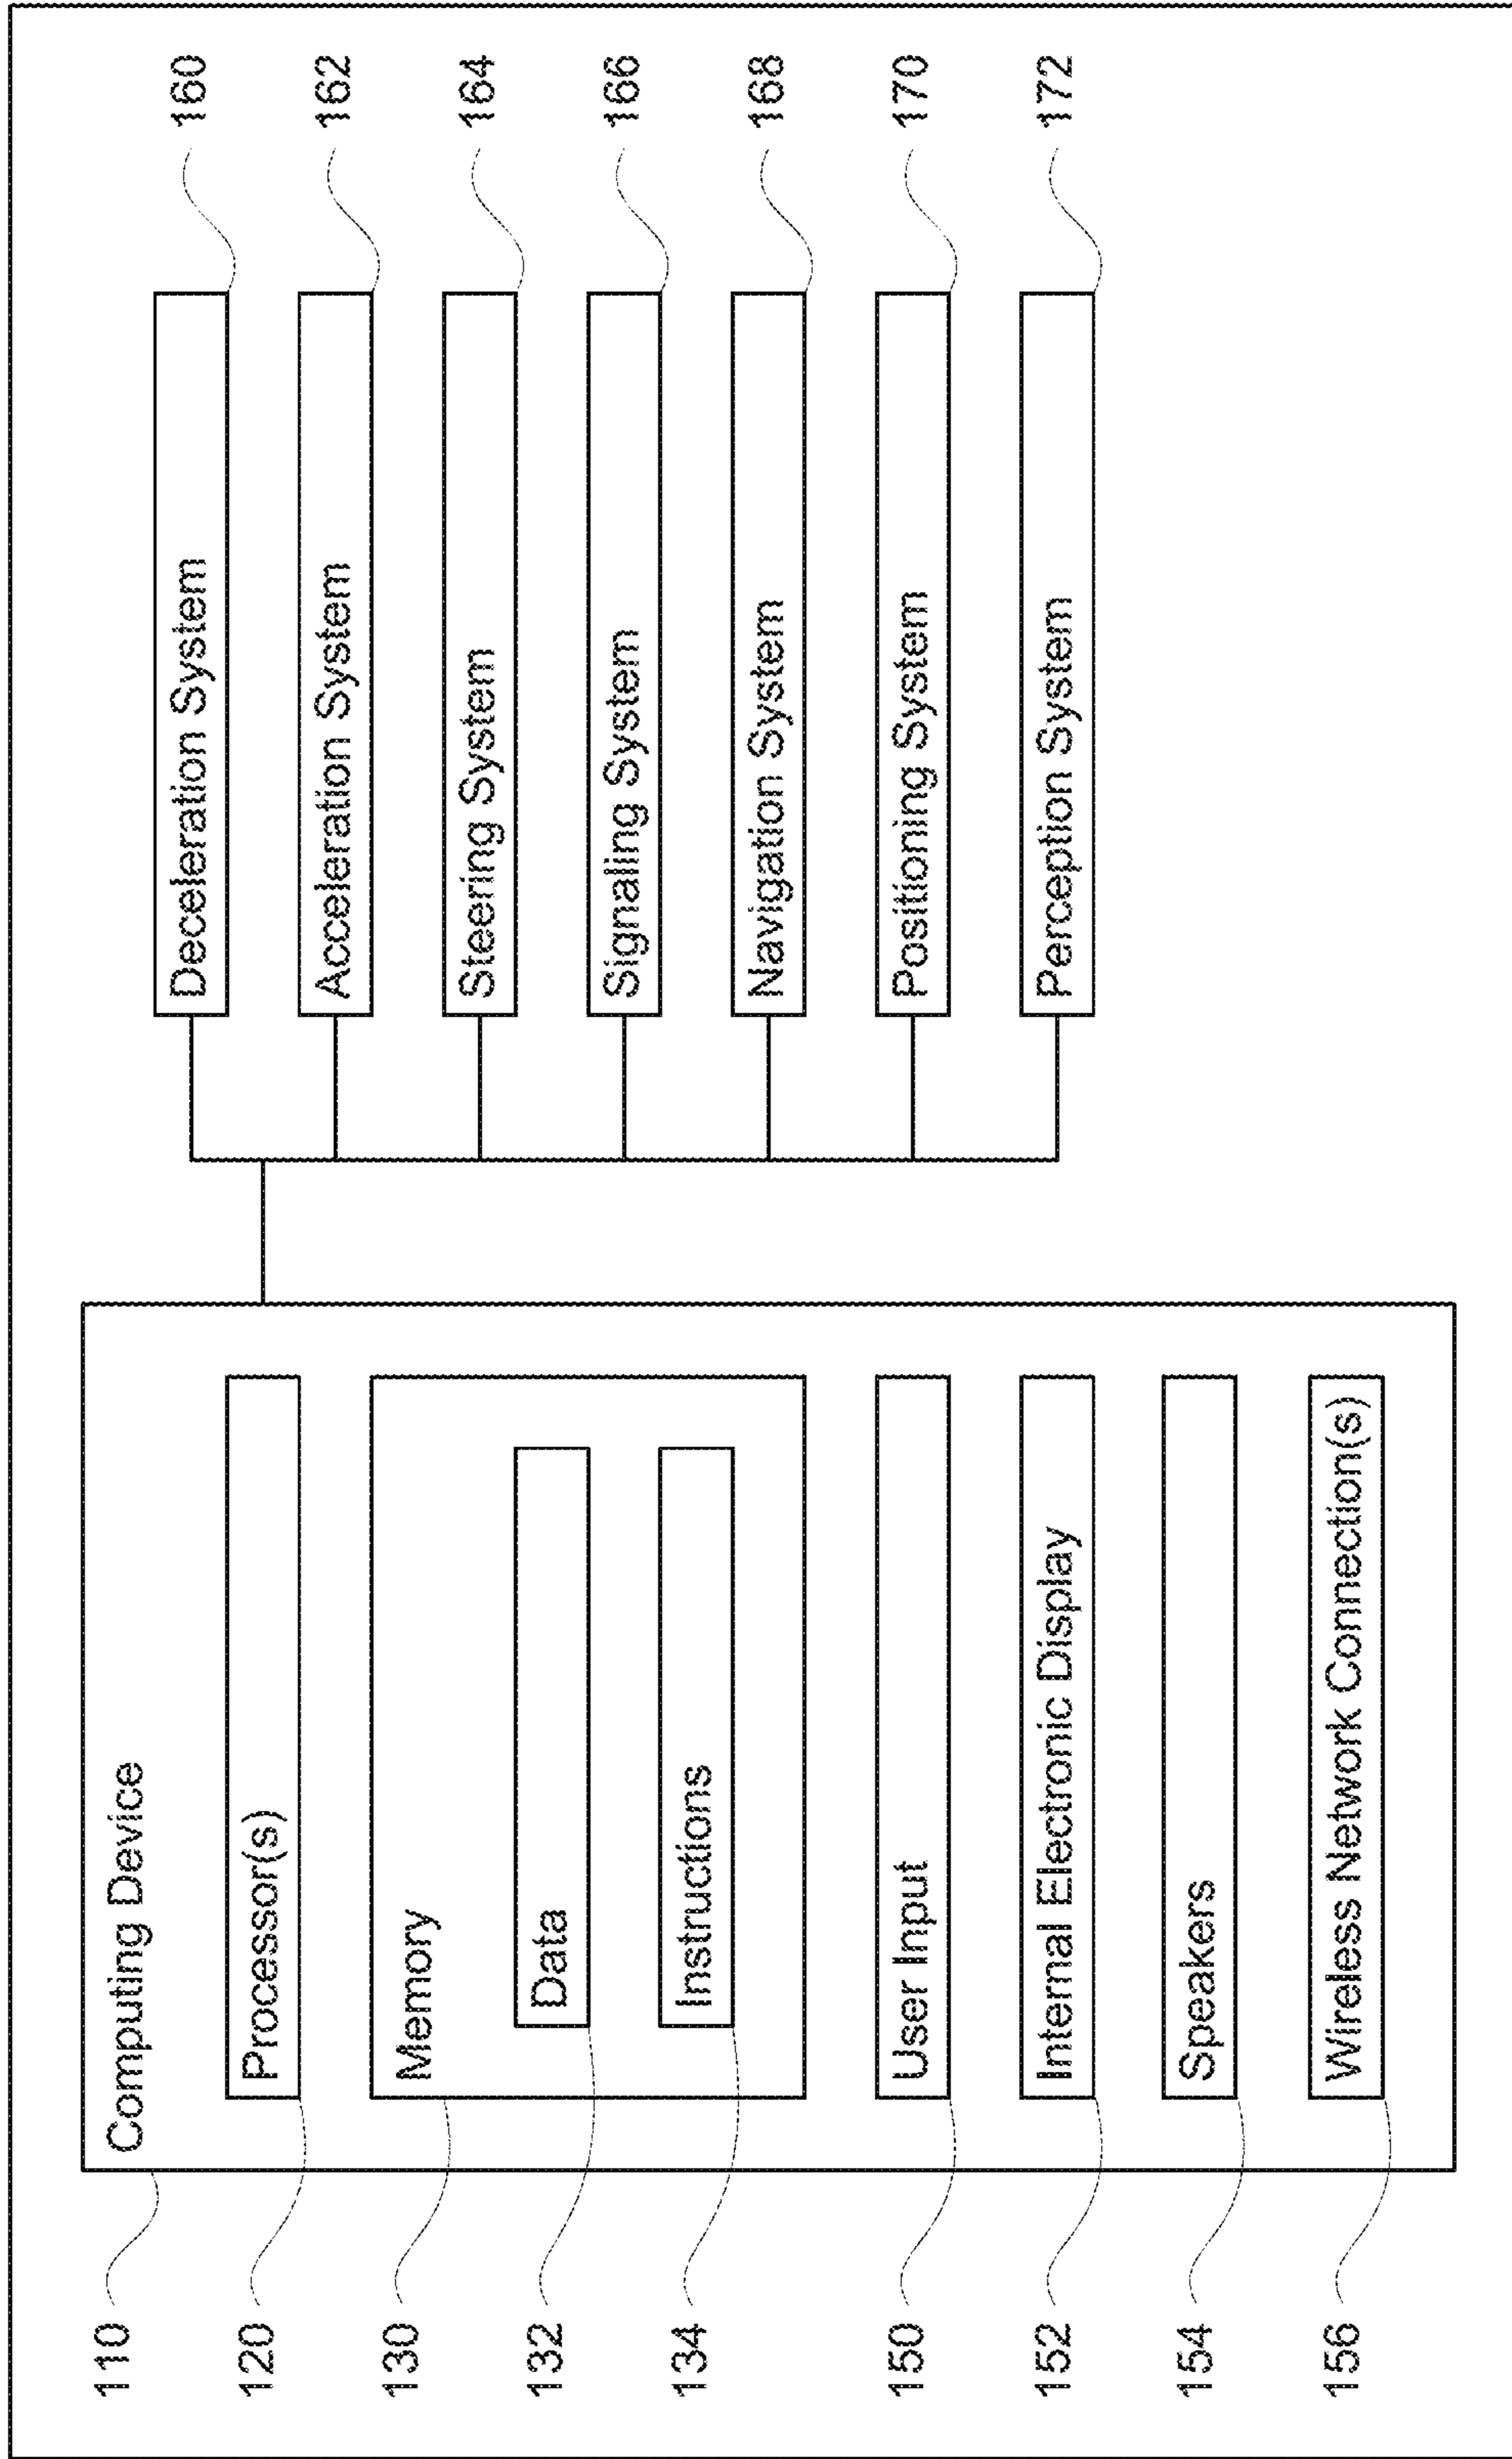 110
Computing Device
120
Processor(s)
130
Memory
132
Data
134
Instructions
150
User Input
152
Internal Electronic Display
154
Speakers
156
Wireless Network Connection(s)
Deceleration System
160
Acceleration System
162
Steering System
164
Signaling System
166
Navigation System
168
Positioning System
170
Perception System
172